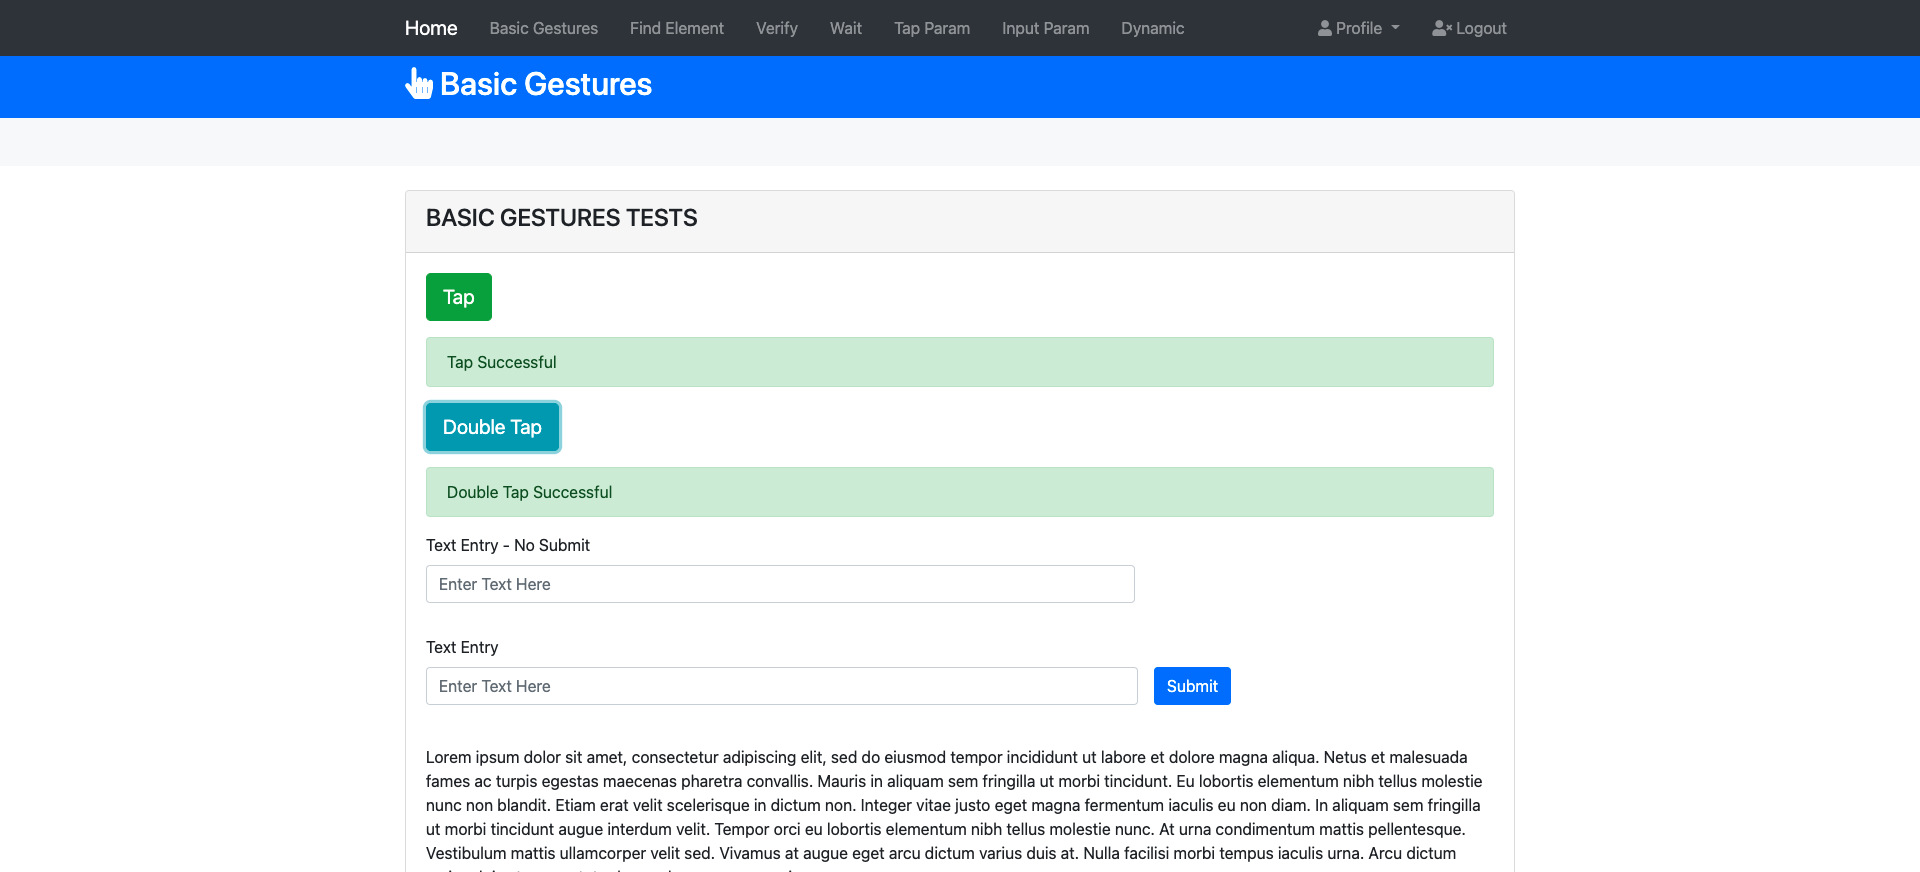 Home Basic Gestures Find Element Verify Wait Tap Param Input Param Dynamic Profile Logout
Basic Gestures
BASIC GESTURES TESTS
Tap
Tap Successful
Double Tap
Double Tap Successful
Text Entry - No Submit
Enter Text Here
Text Entry
Enter Text Here Submit
Lorem ipsum dolor sit amet, consectetur adipiscing elit, sed do eiusmod tempor incididunt ut labore et dolore magna aliqua. Netus et malesuada
fames ac turpis egestas maecenas pharetra convallis. Mauris in aliquam sem fringilla ut morbi tincidunt. Eu lobortis elementum nibh tellus molestie
nunc non blandit. Etiam erat velit scelerisque in dictum non. Integer vitae justo eget magna fermentum iaculis eu non diam. In aliquam sem fringilla
ut morbi tincidunt augue interdum velit. Tempor orci eu lobortis elementum nibh tellus molestie nunc. At urna condimentum mattis pellentesque.
Vestibulum mattis ullamcorper velit sed. Vivamus at augue eget arcu dictum varius duis at. Nulla facilisi morbi tempus iaculis urna. Arcu dictum